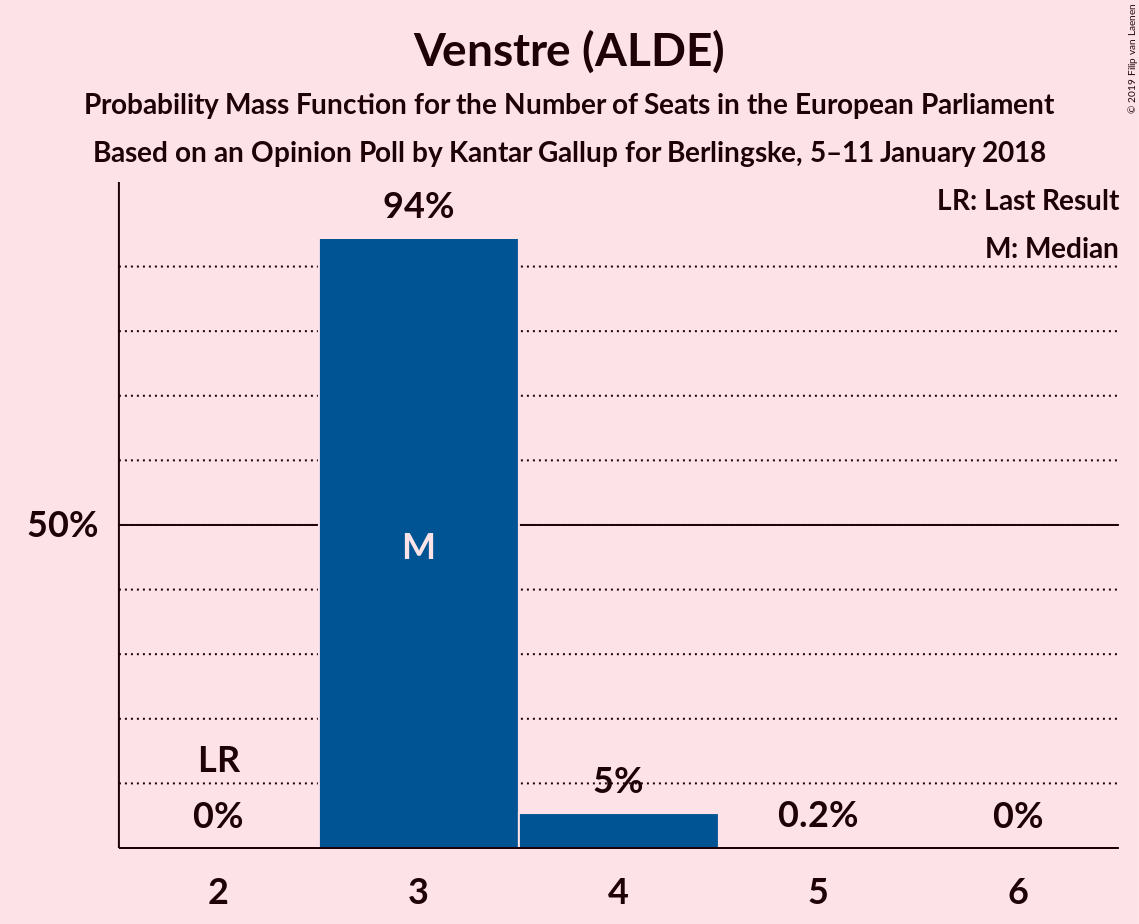 Venstre (ALDE)
Probability Mass Function for the Number of Seats in the European Parliament
Based on an Opinion Poll by Kantar Gallup for Berlingske, 5–11 January 2018
© 2019 Filip van Laenen
LR: Last Result
M: Median
94%
50%
M
LR
0%
5%
0.2%
0%
2 3 4 5 6